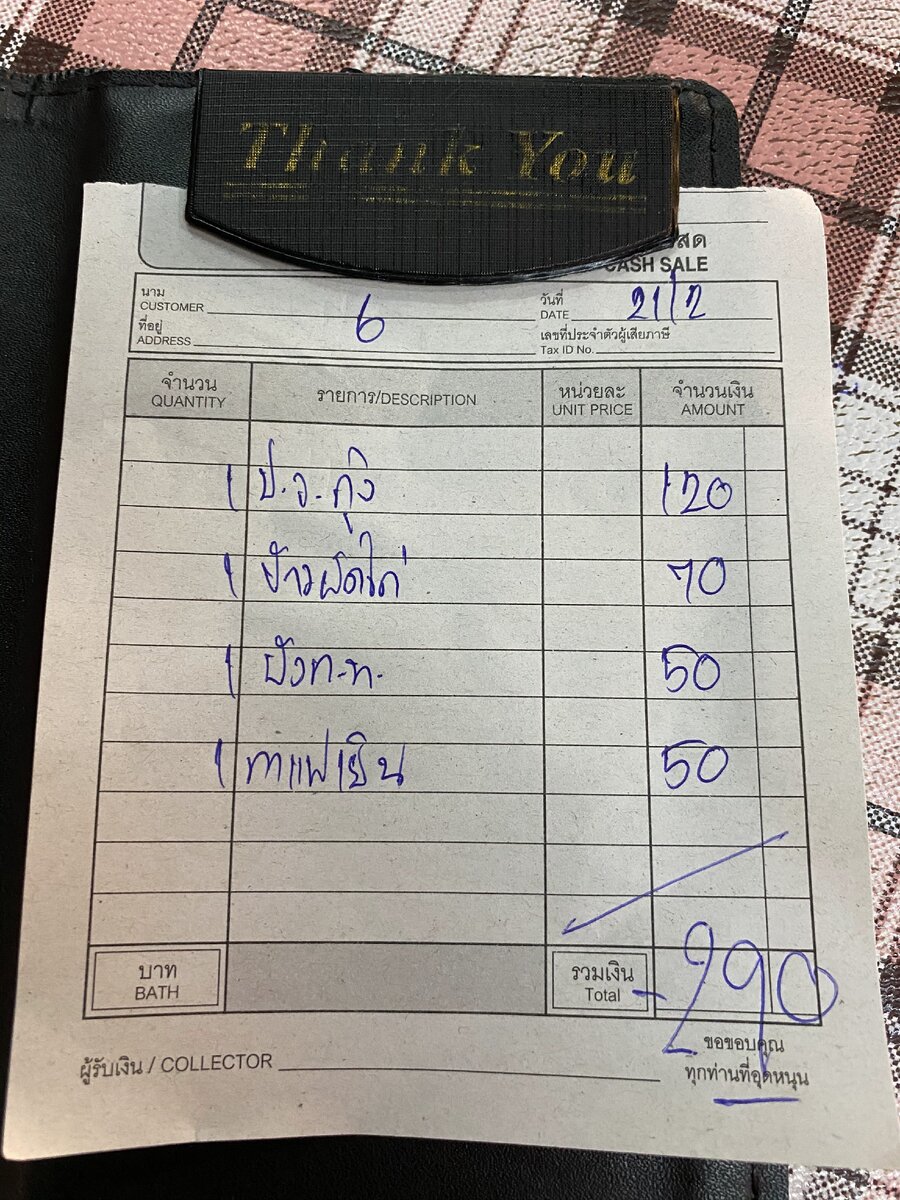 Thank You
สด
CASH SALE
นาม
CUSTOMER
6
วันที่
DATE
21/2
ที่อยู่
ADDRESS
เลขที่ประจำตัวผู้เสียภาษี
Tax ID No.
จำนวน รายการ/DESCRIPTION หน่วยละ จำนวนเงิน
QUANTITY UNIT PRICE AMOUNT
1 ป.จ.กุ้ง 120
1 ข้าวผัดไก่ 70
1 50
1 กาแฟเย็น 50
บาท
BATH
รวมเงิน
Total
290
ขอขอบคุณ
ทุกท่านที่อุดหนุน
ผู้รับเงิน / COLLECTOR